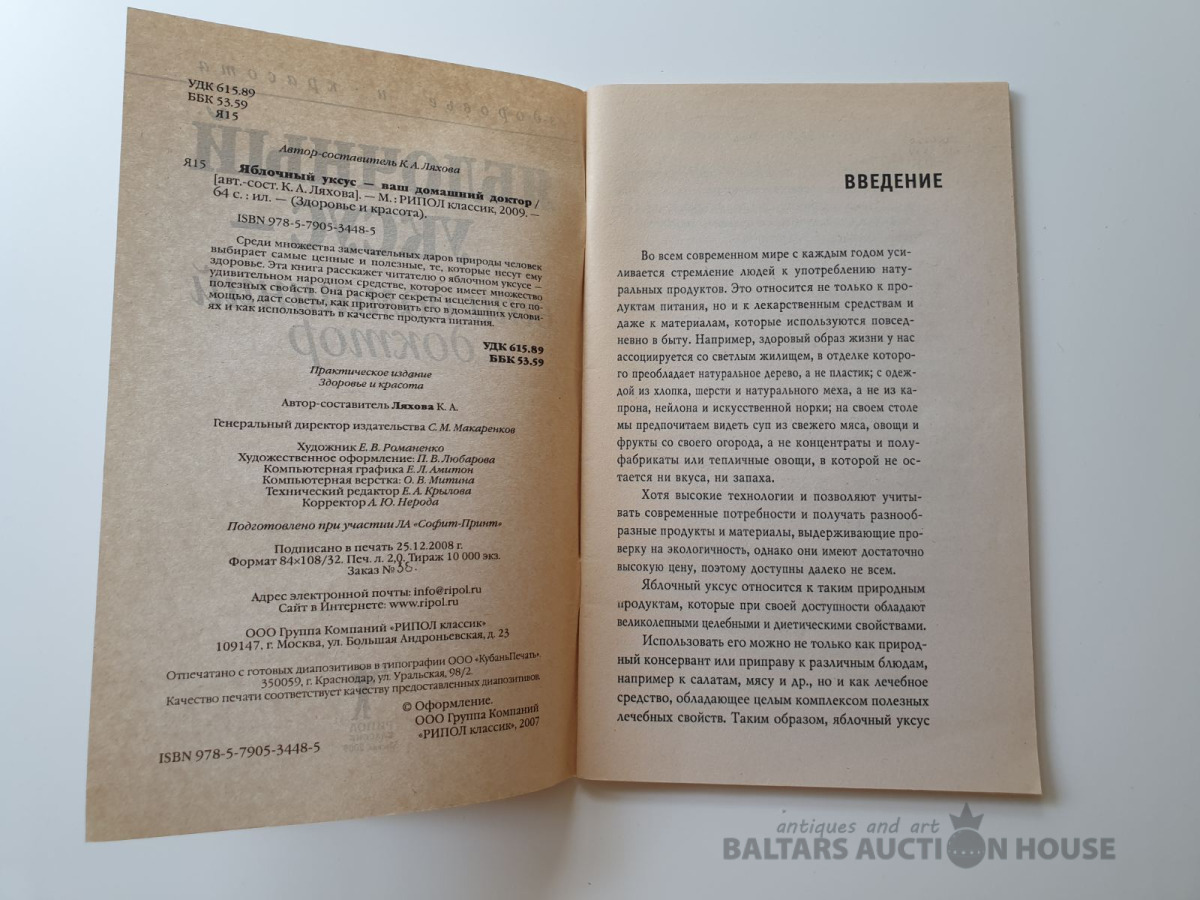 УДК 615.89
ББК 53.59
Я15
Автор-составитель К. А. Ляхова
Я15 Яблочный уксус — ваш домашний доктор /
[авт.-сост. К. А. Ляхова]. — М. : РИПОЛ классик, 2009. —
64 с. : ил. — (Здоровье и красота).
ISBN 978-5-7905-3448-5
Среди множества замечательных даров природы человек
выбирает самые ценные и полезные, те, которые несут ему
здоровье. Эта книга расскажет читателю о яблочном уксусе —
удивительном народном средстве, которое имеет множество
полезных свойств. Она раскроет секреты исцеления с его по-
мощью, даст советы, как приготовить его в домашних услови-
ях и как использовать в качестве продукта питания.
УДК 615.89
ББК 53.59
Практическое издание
Здоровье и красота
Автор-составитель Ляхова К. А.
Генеральный директор издательства С. М. Макаренков
Художник Е. В. Романенко
Художественное оформление: П. В. Любарова
Компьютерная графика Е. Л. Амитон
Компьютерная верстка: О. В. Митина
Технический редактор Е. А. Крылова
Корректор А. Ю. Нерода
Подготовлено при участии ЛА «Софит-Принт»
Подписано в печать 25.12.2008 г.
Формат 84×108/32. Печ. л. 2,0. Тираж 10 000 экз.
Заказ № 38.
Адрес электронной почты: info@ripol.ru
Сайт в Интернете: www.ripol.ru
ООО Группа Компаний «РИПОЛ классик»
109147, г. Москва, ул. Большая Андроньевская, д. 23
Отпечатано с готовых диапозитивов в типографии ООО «КубаньПечать».
350059, г. Краснодар, ул. Уральская, 98/2
Качество печати соответствует качеству предоставленных диапозитивов
© Оформление.
ООО Группа Компаний
«РИПОЛ классик», 2007
ISBN 978-5-7905-3448-5
ВВЕДЕНИЕ
Во всем современном мире с каждым годом уси-
ливается стремление людей к употреблению нату-
ральных продуктов. Это относится не только к про-
дуктам питания, но и к лекарственным средствам и
даже к материалам, которые используются повсед-
невно в быту. Например, здоровый образ жизни у нас
ассоциируется со светлым жилищем, в отделке которо-
го преобладает натуральное дерево, а не пластик; с одеж-
дой из хлопка, шерсти и натурального меха, а не из ка-
прона, нейлона и искусственной норки; на своем столе
мы предпочитаем видеть суп из свежего мяса, овощи и
фрукты со своего огорода, а не концентраты и полу-
фабрикаты или тепличные овощи, в которой не ос-
тается ни вкуса, ни запаха.
Хотя высокие технологии и позволяют учиты-
вать современные потребности и получать разнооб-
разные продукты и материалы, выдерживающие про-
верку на экологичность, однако они имеют достаточно
высокую цену, поэтому доступны далеко не всем.
Яблочный уксус относится к таким природным
продуктам, которые при своей доступности обладают
великолепными целебными и диетическими свойствами.
Использовать его можно не только как природ-
ный консервант или приправу к различным блюдам,
например к салатам, мясу и др., но и как лечебное
средство, обладающее целым комплексом полезных
лечебных свойств. Таким образом, яблочный уксус
antiques and art
BALTARS AUCTION HOUSE